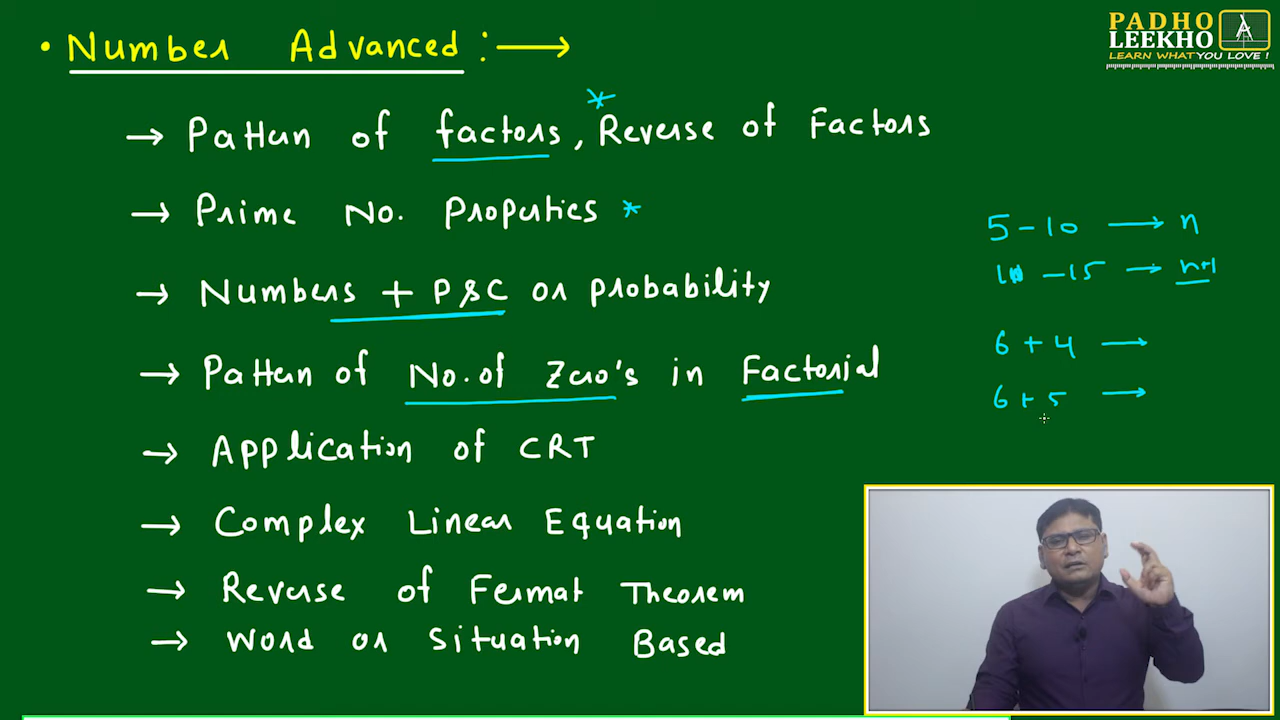 • Number Advanced : →
PADHO
LEEKHO
LEARN WHAT YOU LOVE !
→ Pattern of factors, * Reverse of Factors
→ Prime No. Properties *
5 - 10 → n
10 - 15 → n+1
→ Numbers + P&C or probability
6 + 4 →
→ Pattern of No. of Zero's in Factorial
6 + 5 →
→ Application of CRT
→ Complex Linear Equation
→ Reverse of Fermat Theorem
→ Word or Situation Based